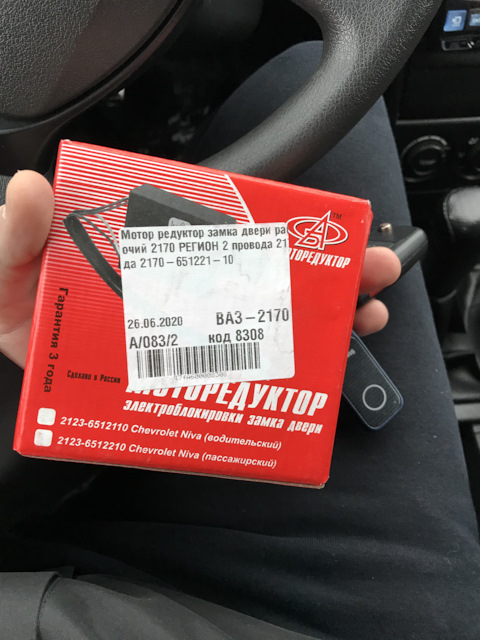 Мотор редуктор замка двери ра
очий 2170 РЕГИОН 2 провода 21
да 2170-651221-10
26.06.2020 ВАЗ-2170
А/083/2 код 8308
TM
ОТОРЕДУКТОР
Гарантия 3 года
Сделано в России
МОТОРЕДУКТОР
электроблокировки замка двери
2123-6512110 Chevrolet Niva (водительский)
2123-6512210 Chevrolet Niva (пассажирский)